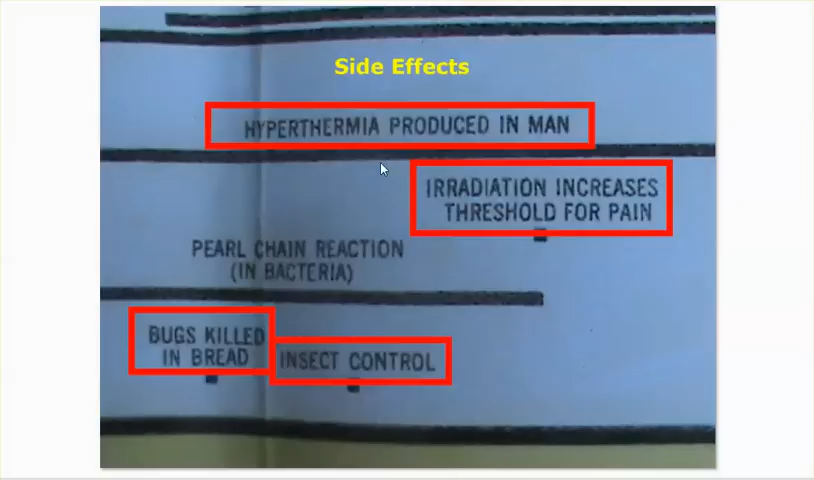 Side Effects
HYPERTHERMIA PRODUCED IN MAN
IRRADIATION INCREASES
THRESHOLD FOR PAIN
PEARL CHAIN REACTION
(IN BACTERIA)
BUGS KILLED
IN BREAD
INSECT CONTROL